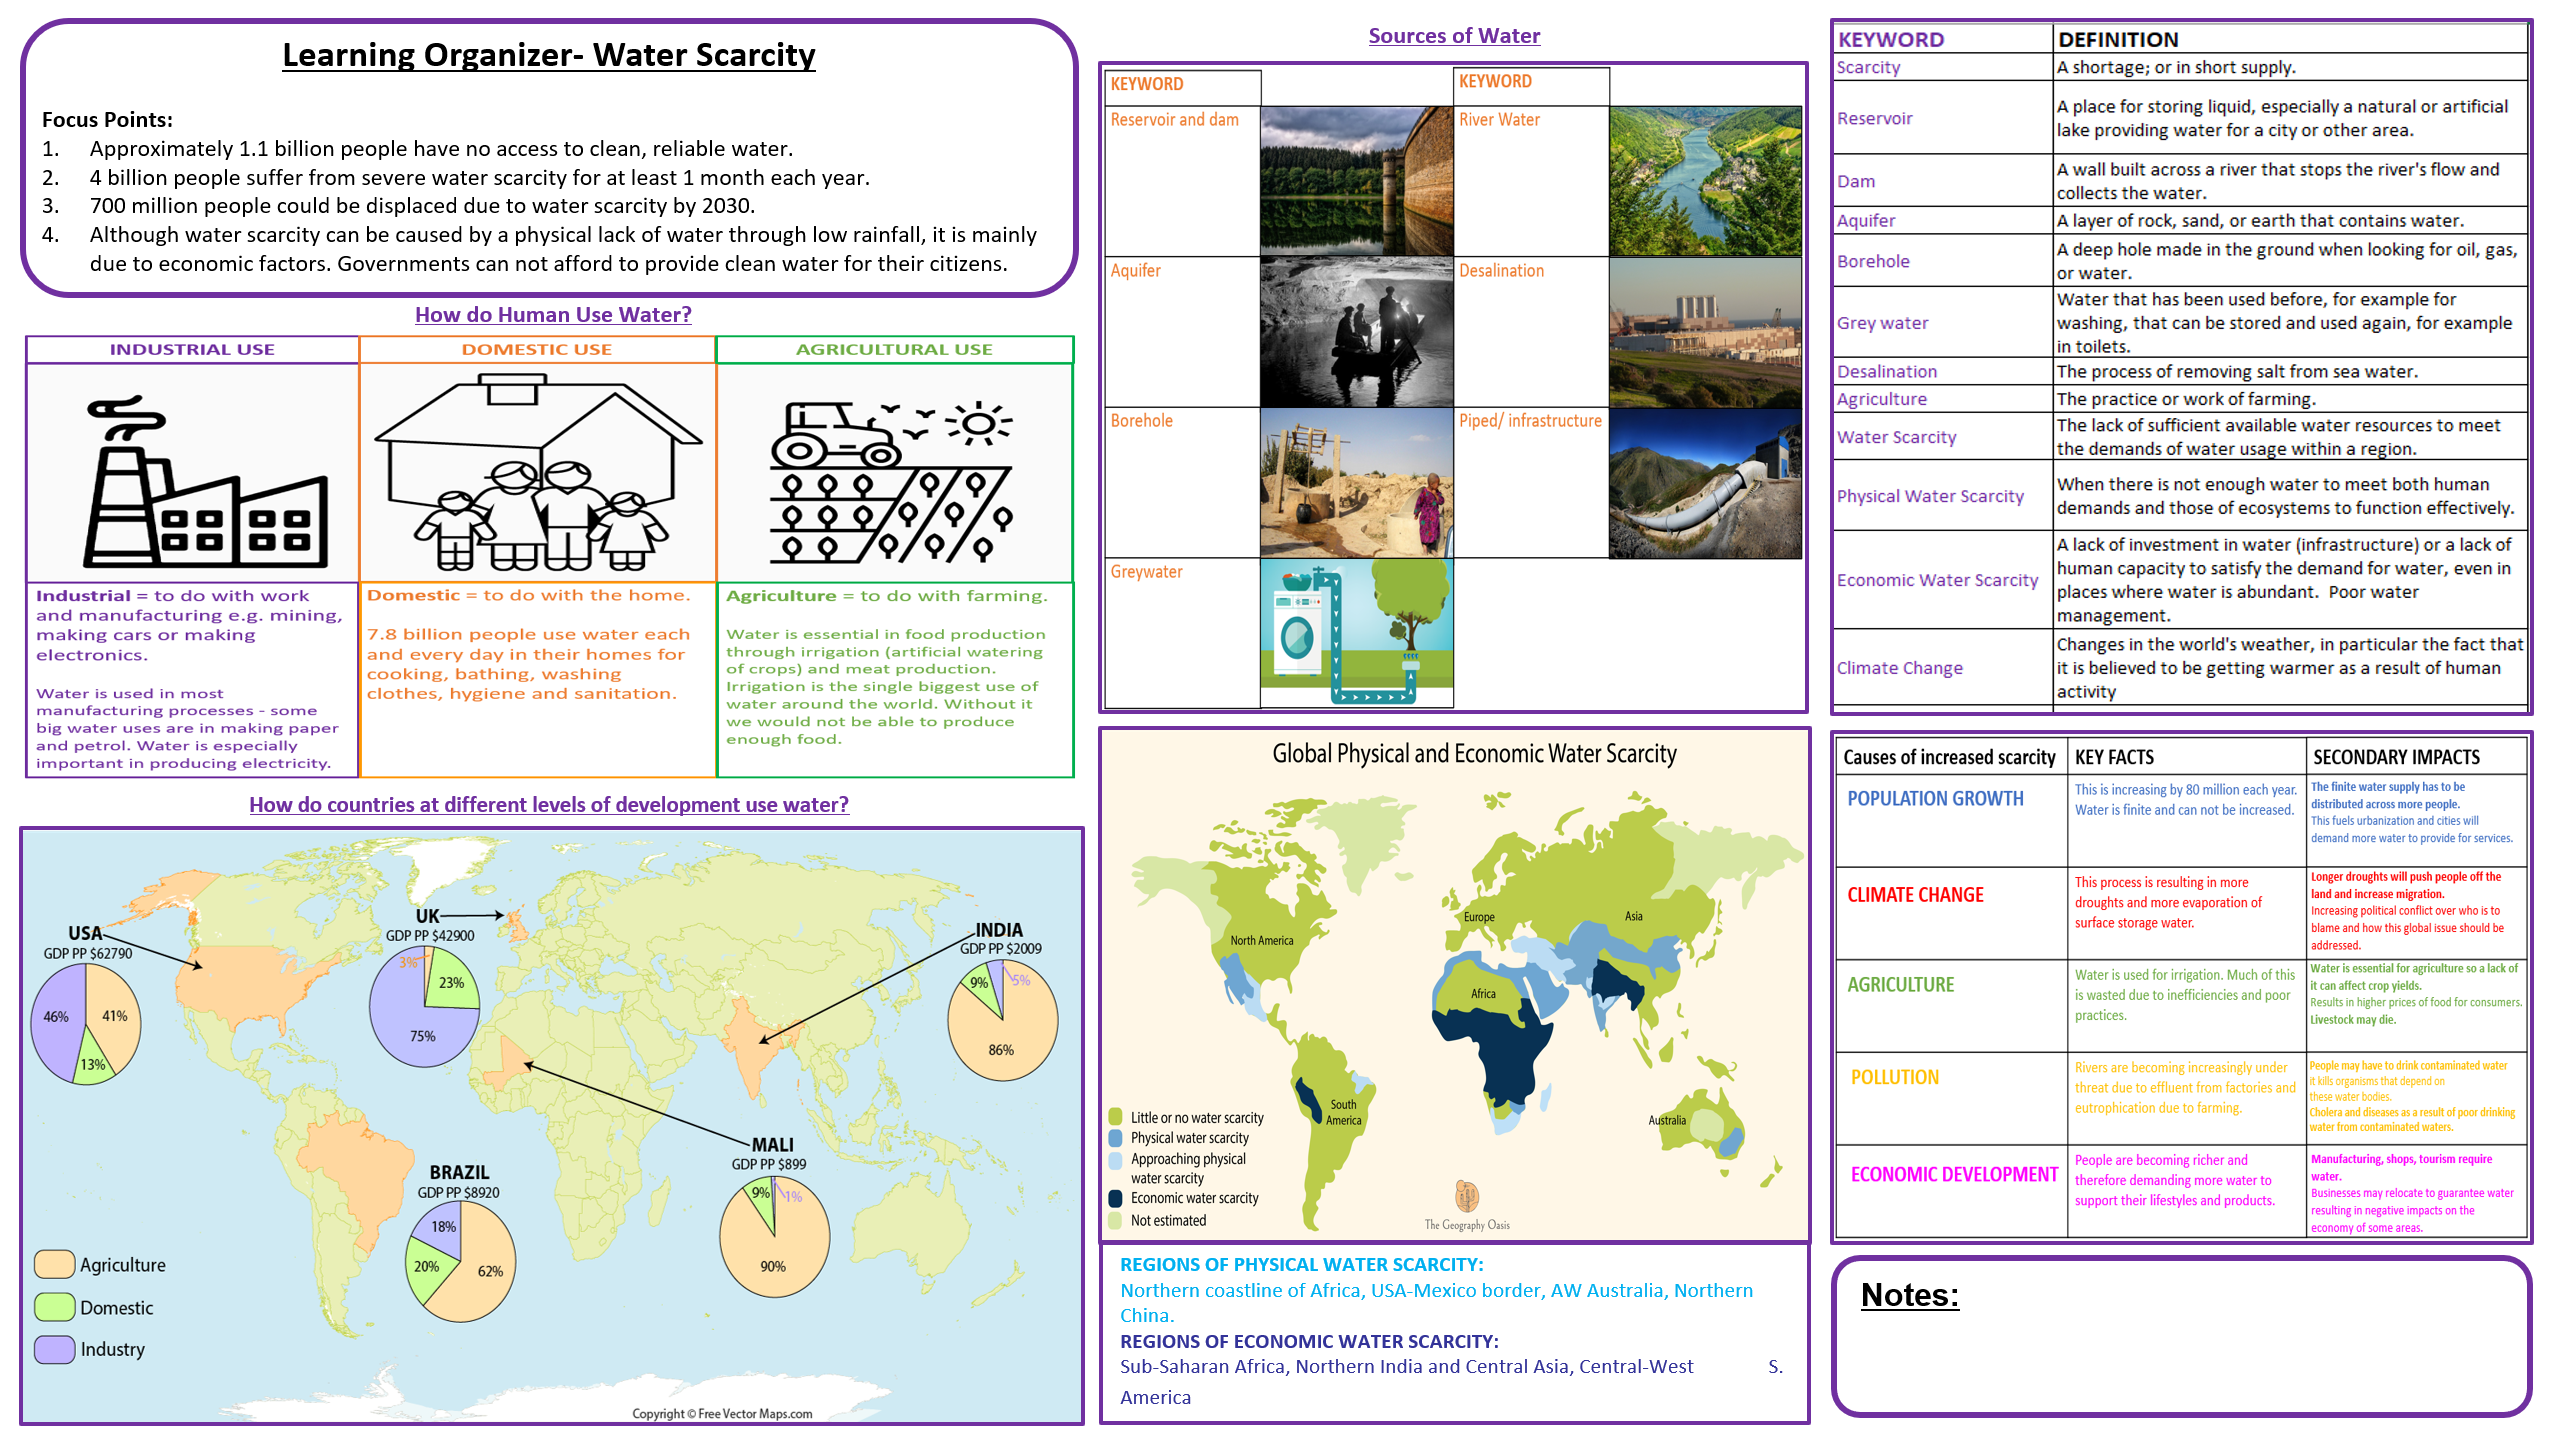 Learning Organizer- Water Scarcity
Focus Points:
1. Approximately 1.1 billion people have no access to clean, reliable water.
2. 4 billion people suffer from severe water scarcity for at least 1 month each year.
3. 700 million people could be displaced due to water scarcity by 2030.
4. Although water scarcity can be caused by a physical lack of water through low rainfall, it is mainly
due to economic factors. Governments can not afford to provide clean water for their citizens.
How do Human Use Water?
INDUSTRIAL USE
DOMESTIC USE
AGRICULTURAL USE
Industrial = to do with work
and manufacturing e.g. mining,
making cars or making
electronics.
Water is used in most
manufacturing processes - some
big water uses are in making paper
and petrol. Water is especially
important in producing electricity.
Domestic = to do with the home.
7.8 billion people use water each
and every day in their homes for
cooking, bathing, washing
clothes, hygiene and sanitation.
Agriculture = to do with farming.
Water is essential in food production
through irrigation (artificial watering
of crops) and meat production.
Irrigation is the single biggest use of
water around the world. Without it
we would not be able to produce
enough food.
How do countries at different levels of development use water?
USA
GDP PP $62790
46%
41%
13%
UK
GDP PP $42900
3%
23%
75%
INDIA
GDP PP $2009
9%
5%
86%
MALI
GDP PP $899
9%
1%
90%
BRAZIL
GDP PP $8920
18%
20%
62%
Agriculture
Domestic
Industry
Copyright © Free Vector Maps.com
Sources of Water
KEYWORD
KEYWORD
Reservoir and dam
River Water
Aquifer
Desalination
Borehole
Piped/ infrastructure
Greywater
Global Physical and Economic Water Scarcity
North America
Europe
Asia
Africa
South
America
Australia
Little or no water scarcity
Physical water scarcity
Approaching physical
water scarcity
Economic water scarcity
Not estimated
The Geography Oasis
REGIONS OF PHYSICAL WATER SCARCITY:
Northern coastline of Africa, USA-Mexico border, AW Australia, Northern
China.
REGIONS OF ECONOMIC WATER SCARCITY:
Sub-Saharan Africa, Northern India and Central Asia, Central-West S.
America
KEYWORD
DEFINITION
Scarcity
A shortage; or in short supply.
Reservoir
A place for storing liquid, especially a natural or artificial
lake providing water for a city or other area.
Dam
A wall built across a river that stops the river's flow and
collects the water.
Aquifer
A layer of rock, sand, or earth that contains water.
Borehole
A deep hole made in the ground when looking for oil, gas,
or water.
Grey water
Water that has been used before, for example for
washing, that can be stored and used again, for example
in toilets.
Desalination
The process of removing salt from sea water.
Agriculture
The practice or work of farming.
Water Scarcity
The lack of sufficient available water resources to meet
the demands of water usage within a region.
Physical Water Scarcity
When there is not enough water to meet both human
demands and those of ecosystems to function effectively.
Economic Water Scarcity
A lack of investment in water (infrastructure) or a lack of
human capacity to satisfy the demand for water, even in
places where water is abundant. Poor water
management.
Climate Change
Changes in the world's weather, in particular the fact that
it is believed to be getting warmer as a result of human
activity
Causes of increased scarcity
KEY FACTS
SECONDARY IMPACTS
POPULATION GROWTH
This is increasing by 80 million each year.
Water is finite and can not be increased.
The finite water supply has to be
distributed across more people.
This fuels urbanization and cities will
demand more water to provide for services.
CLIMATE CHANGE
This process is resulting in more
droughts and more evaporation of
surface storage water.
Longer droughts will push people off the
land and increase migration.
Increasing political conflict over who is to
blame and how this global issue should be
addressed.
AGRICULTURE
Water is used for irrigation. Much of this
is wasted due to inefficiencies and poor
practices.
Water is essential for agriculture so a lack of
it can affect crop yields.
Results in higher prices of food for consumers.
Livestock may die.
POLLUTION
Rivers are becoming increasingly under
threat due to effluent from factories and
eutrophication due to farming.
People may have to drink contaminated water
it kills organisms that depend on
these water bodies.
Cholera and diseases as a result of poor drinking
water from contaminated waters.
ECONOMIC DEVELOPMENT
People are becoming richer and
therefore demanding more water to
support their lifestyles and products.
Manufacturing, shops, tourism require
water.
Businesses may relocate to guarantee water
resulting in negative impacts on the
economy of some areas.
Notes: